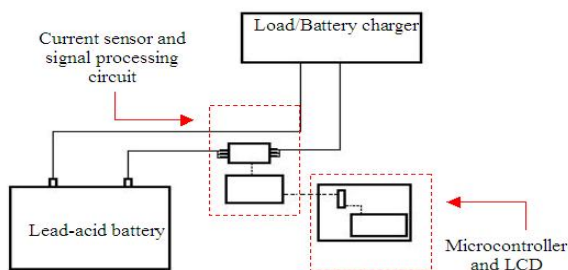 Load/Battery charger
Current sensor and
signal processing
circuit
Lead-acid battery
Microcontroller
and LCD